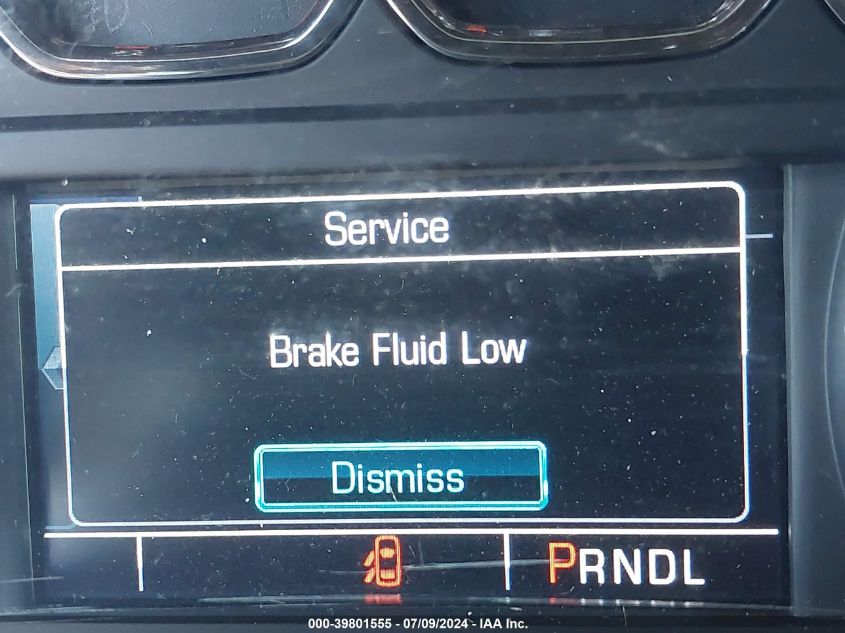 Service
Brake Fluid Low
Dismiss
PRNDL
000-39801555 - 07/09/2024 - IAA Inc.